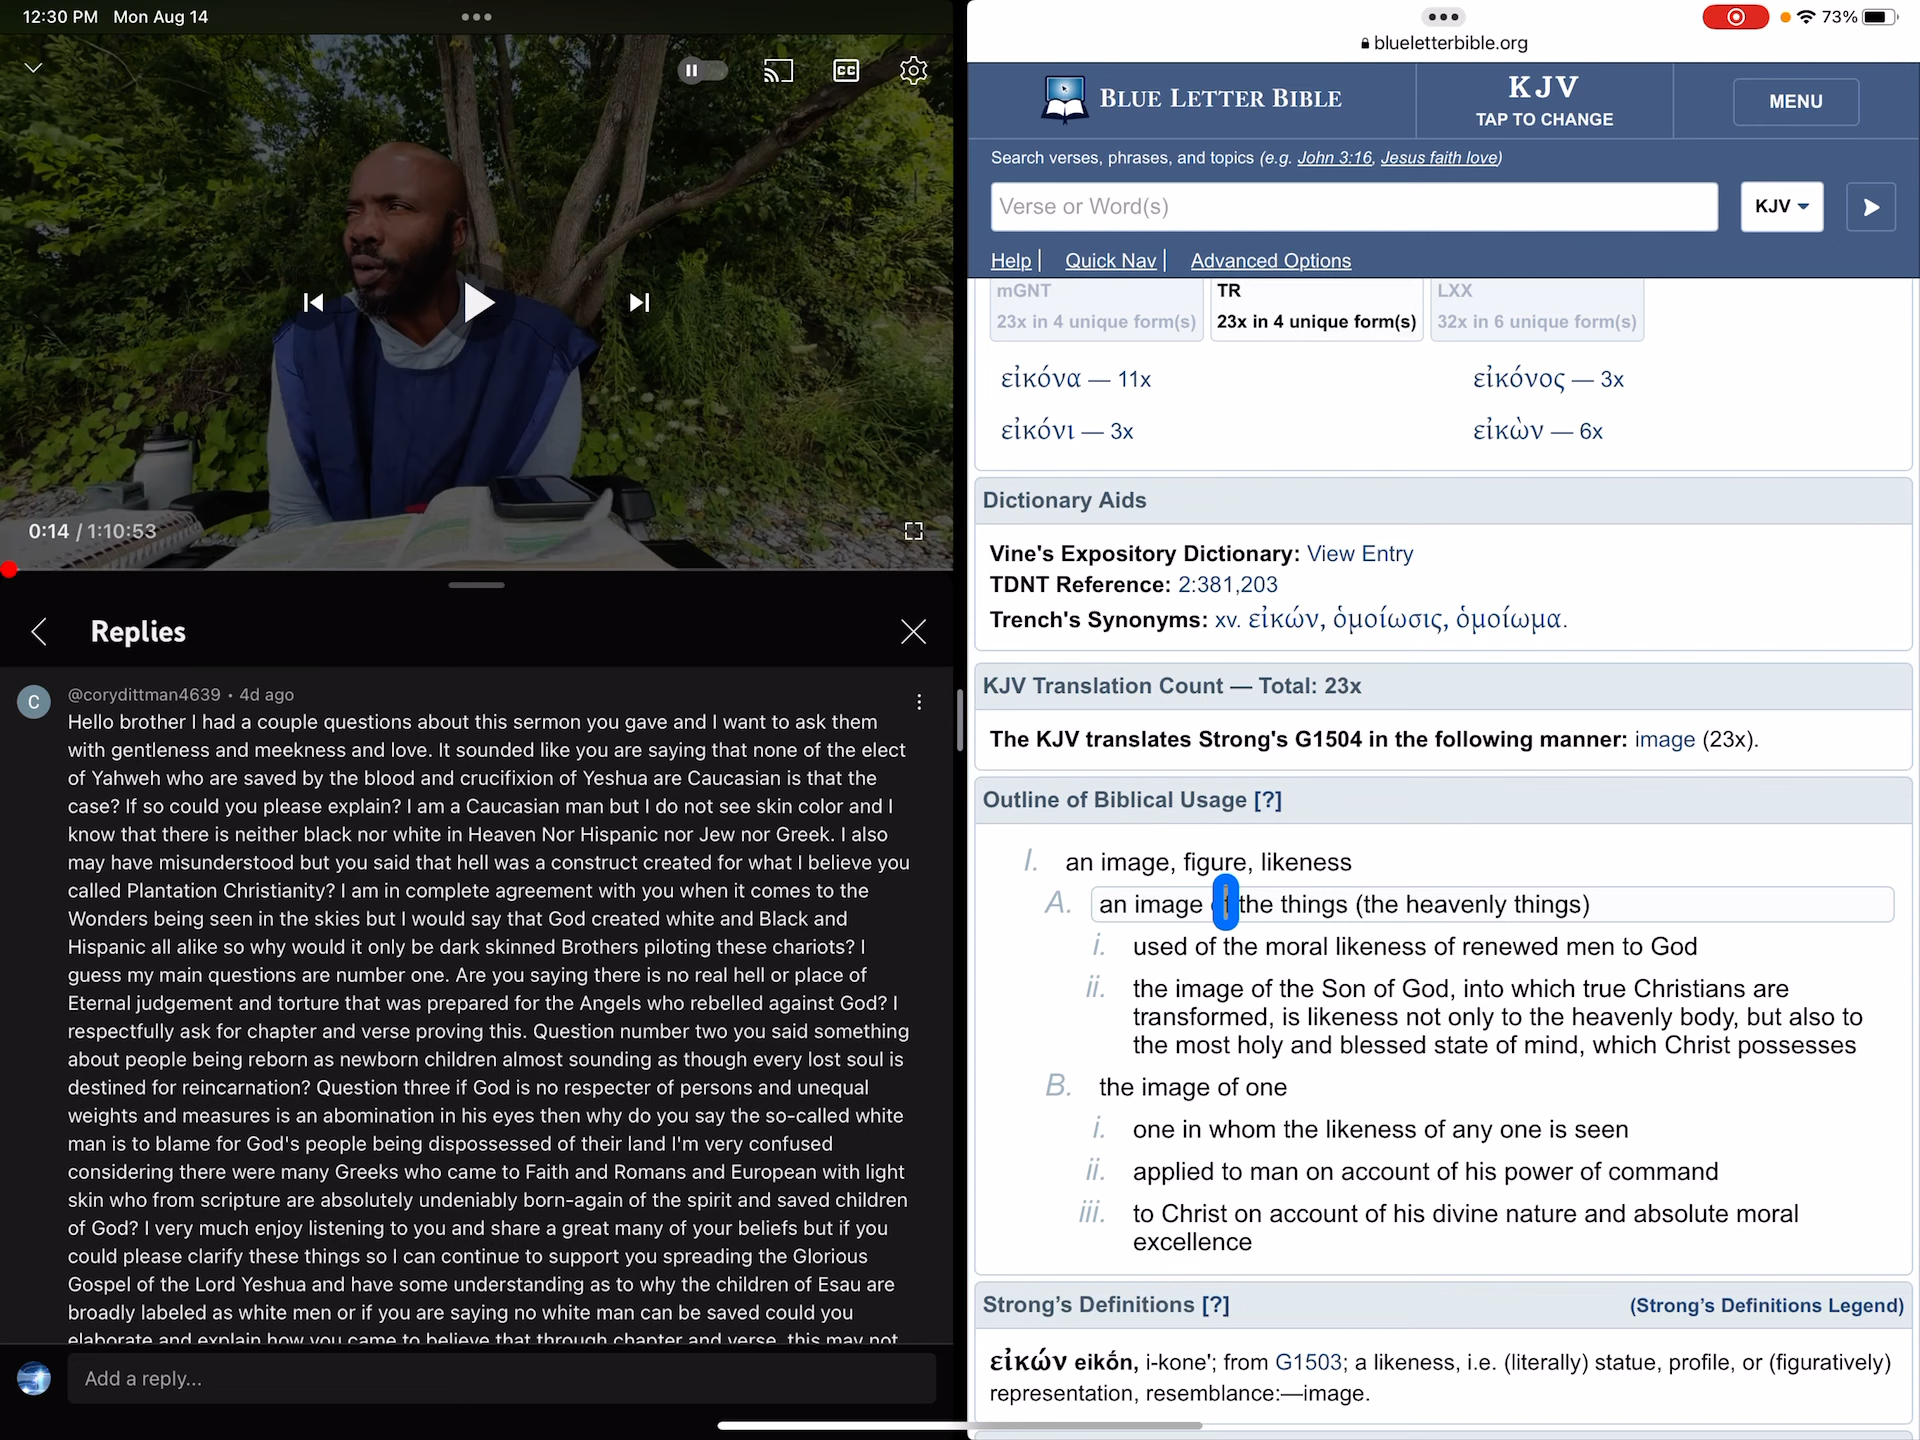 12:30 PM Mon Aug 14
CC
0:14 / 1:10:53
Replies
C
@corydittman4639 • 4d ago
Hello brother I had a couple questions about this sermon you gave and I want to ask them
with gentleness and meekness and love. It sounded like you are saying that none of the elect
of Yahweh who are saved by the blood and crucifixion of Yeshua are Caucasian is that the
case? If so could you please explain? I am a Caucasian man but I do not see skin color and I
know that there is neither black nor white in Heaven Nor Hispanic nor Jew nor Greek. I also
may have misunderstood but you said that hell was a construct created for what I believe you
called Plantation Christianity? I am in complete agreement with you when it comes to the
Wonders being seen in the skies but I would say that God created white and Black and
Hispanic all alike so why would it only be dark skinned Brothers piloting these chariots? I
guess my main questions are number one. Are you saying there is no real hell or place of
Eternal judgement and torture that was prepared for the Angels who rebelled against God? I
respectfully ask for chapter and verse proving this. Question number two you said something
about people being reborn as newborn children almost sounding as though every lost soul is
destined for reincarnation? Question three if God is no respecter of persons and unequal
weights and measures is an abomination in his eyes then why do you say the so-called white
man is to blame for God's people being dispossessed of their land I'm very confused
considering there were many Greeks who came to Faith and Romans and European with light
skin who from scripture are absolutely undeniably born-again of the spirit and saved children
of God? I very much enjoy listening to you and share a great many of your beliefs but if you
could please clarify these things so I can continue to support you spreading the Glorious
Gospel of the Lord Yeshua and have some understanding as to why the children of Esau are
broadly labeled as white men or if you are saying no white man can be saved could you
elaborate and explain how you came to believe that through chapter and verse, this may not
Add a reply...
73%
blueletterbible.org
BLUE LETTER BIBLE
KJV
TAP TO CHANGE
MENU
Search verses, phrases, and topics (e.g. John 3:16, Jesus faith love)
Verse or Word(s)
KJV
Help | Quick Nav | Advanced Options
mGNT
23x in 4 unique form(s)
TR
23x in 4 unique form(s)
LXX
32x in 6 unique form(s)
εἰκόνα — 11x
εἰκόνος — 3x
εἰκόνι — 3x
εἰκὼν — 6x
Dictionary Aids
Vine's Expository Dictionary: View Entry
TDNT Reference: 2:381,203
Trench's Synonyms: xv. εἰκών, ὁμοίωσις, ὁμοίωμα.
KJV Translation Count — Total: 23x
The KJV translates Strong's G1504 in the following manner: image (23x).
Outline of Biblical Usage [?]
I. an image, figure, likeness
A. an image of the things (the heavenly things)
i. used of the moral likeness of renewed men to God
ii. the image of the Son of God, into which true Christians are
transformed, is likeness not only to the heavenly body, but also to
the most holy and blessed state of mind, which Christ possesses
B. the image of one
i. one in whom the likeness of any one is seen
ii. applied to man on account of his power of command
iii. to Christ on account of his divine nature and absolute moral
excellence
Strong's Definitions [?]
(Strong's Definitions Legend)
εἰκών eikṓn, i-kone'; from G1503; a likeness, i.e. (literally) statue, profile, or (figuratively)
representation, resemblance:—image.